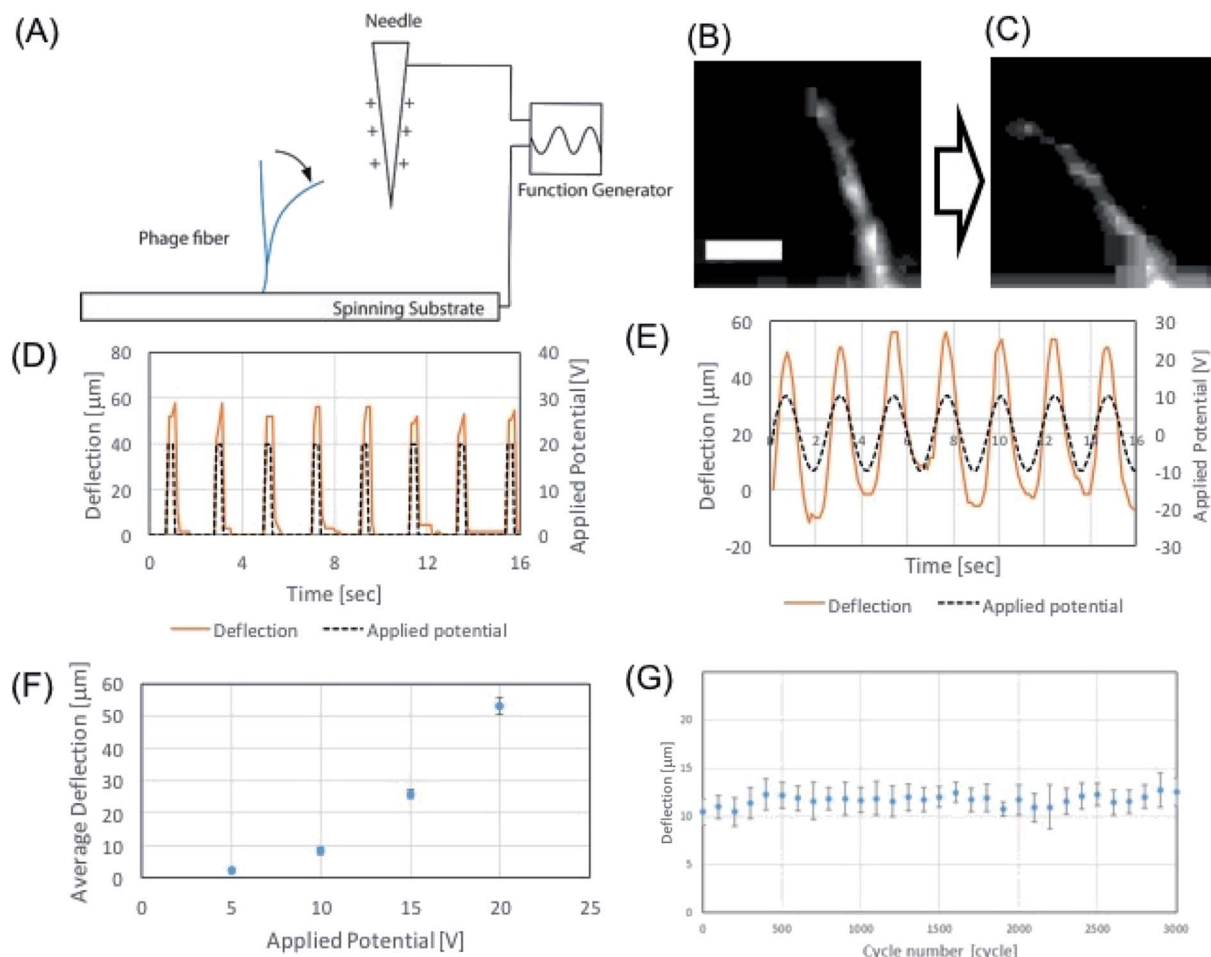 (A)
Needle
+ +
+ +
+ +
Function Generator
Phage fiber
Spinning Substrate
(B)
(C)
(D)
Deflection [μm]
80
60
40
20
0
Applied Potential [V]
40
30
20
10
0
0 4 8 12 16
Time [sec]
Deflection Applied potential
(E)
Deflection [μm]
60
40
20
0
-20
Applied Potential [V]
30
20
10
0
-10
-20
-30
0 2 4 6 8 10 12 14 16
Time [sec]
Deflection Applied potential
(F)
Average Deflection [μm]
60
50
40
30
20
10
0
0 5 10 15 20 25
Applied Potential [V]
(G)
Deflection [μm]
20
15
10
5
0
0 500 1000 1500 2000 2500 3000
Cycle number [cycle]